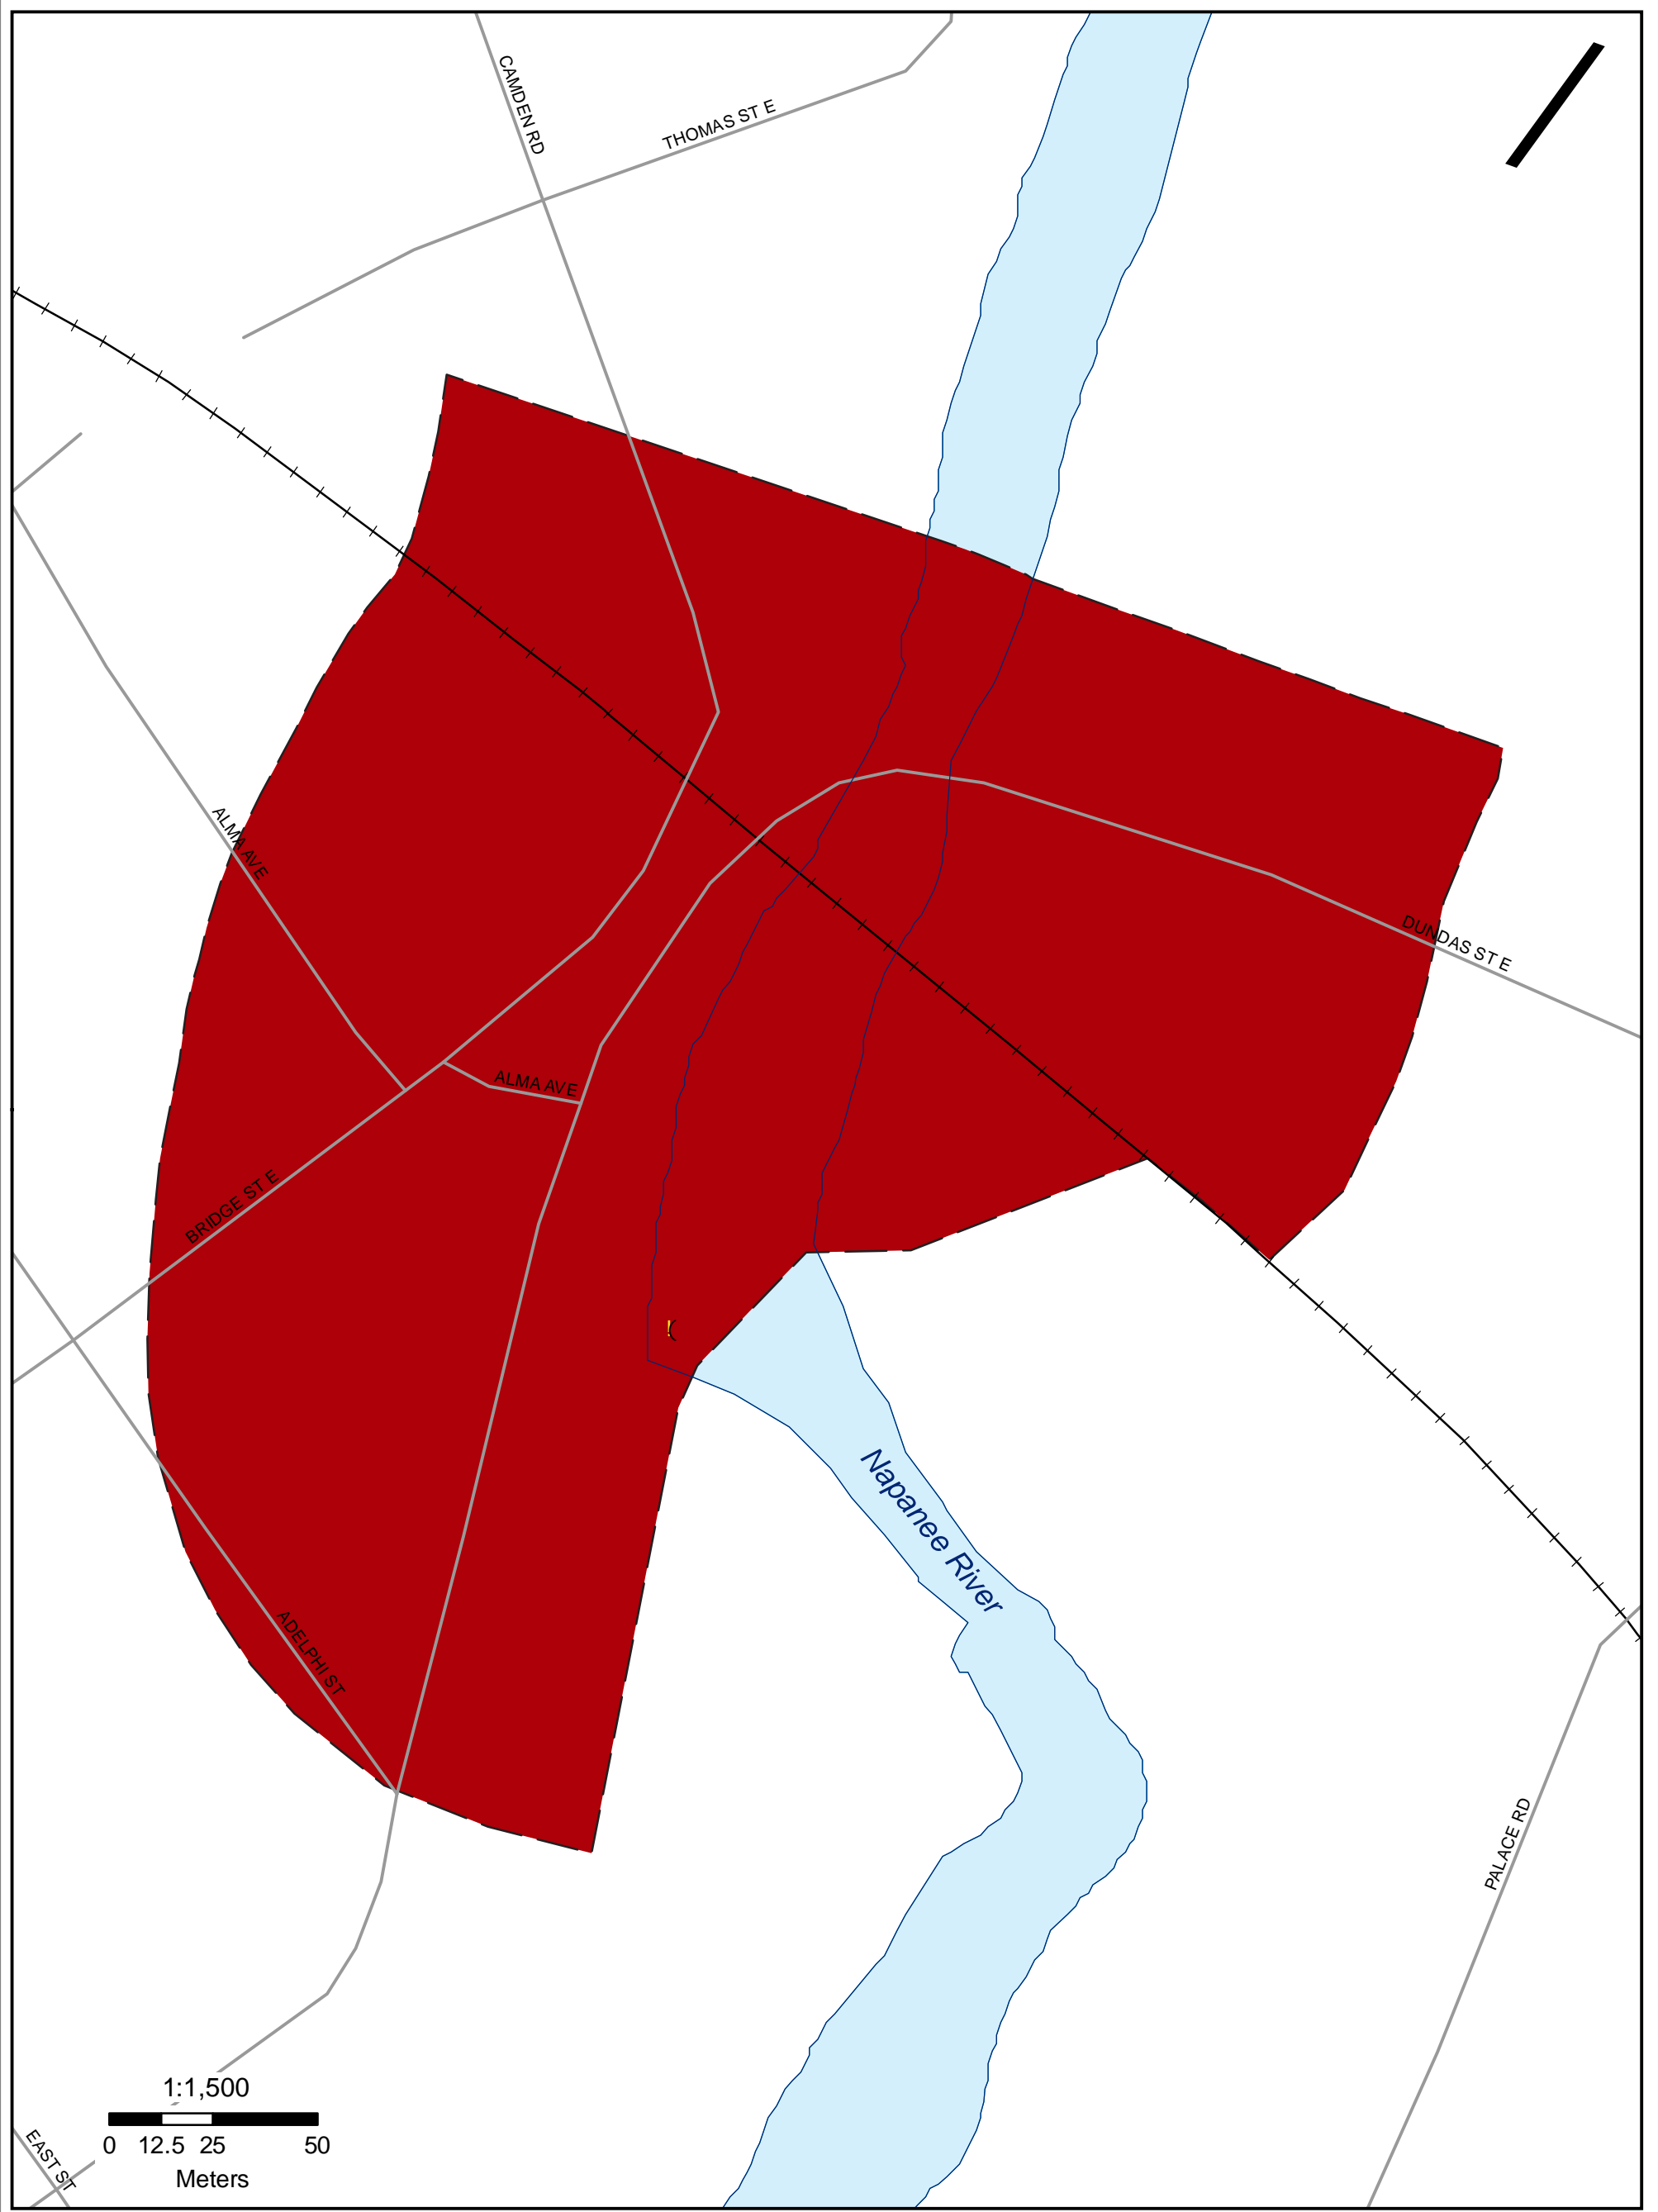 CAMDEN RD
THOMAS ST E
ALMA AVE
DUNDAS ST E
ALMA AVE
BRIDGE ST E
Napanee River
ADELPHI ST
PALACE RD
1:1,500
0 12.5 25 50
Meters
EAST ST